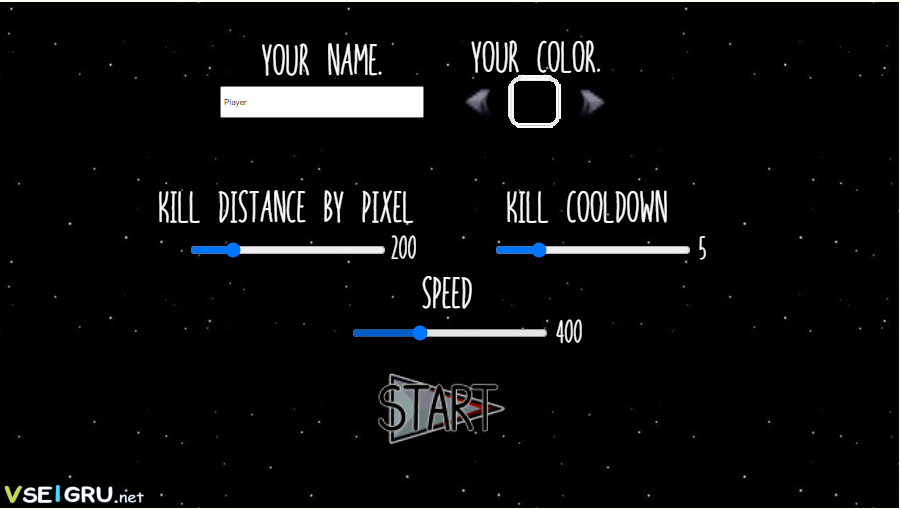 YOUR NAME.
YOUR COLOR.
Player
KILL DISTANCE BY PIXEL
KILL COOLDOWN
200
5
SPEED
400
START
VSEIGRU.net